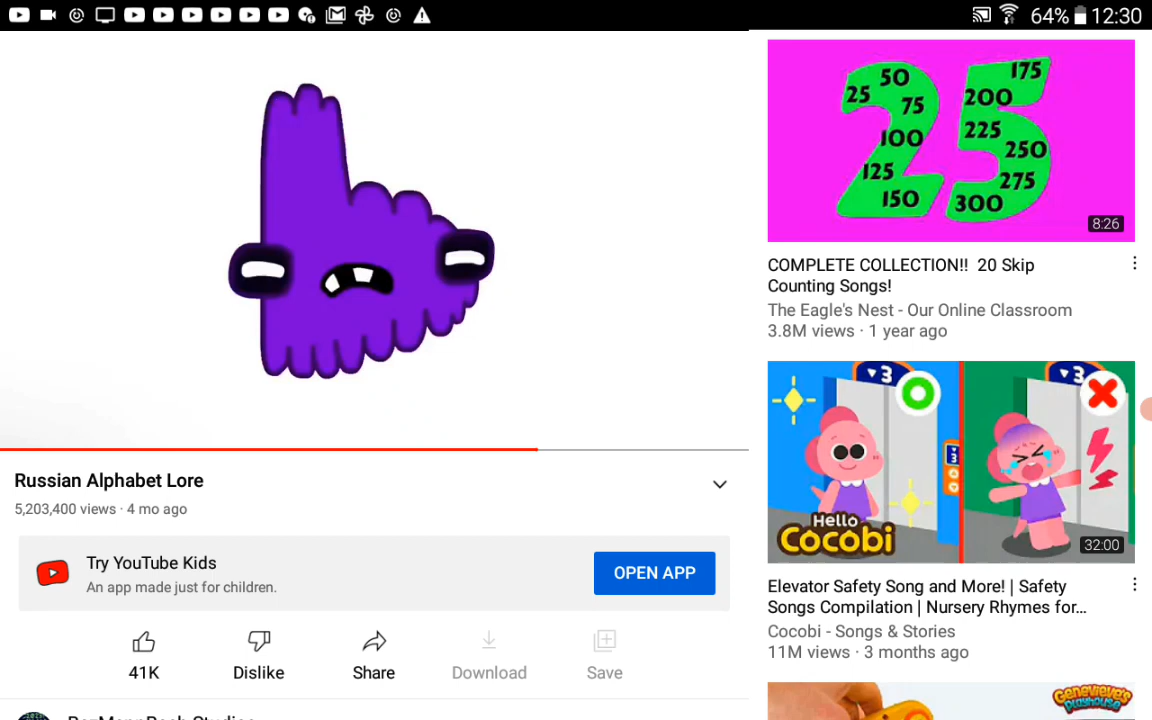 64% 12:30
50
175
25
75
200
100
225
125
250
150
275
300
8:26
COMPLETE COLLECTION!! 20 Skip
Counting Songs!
The Eagle's Nest - Our Online Classroom
3.8M views · 1 year ago
3
3
3
Hello
Cocobi
32:00
Elevator Safety Song and More! | Safety
Songs Compilation | Nursery Rhymes for...
Cocobi - Songs & Stories
11M views · 3 months ago
GENEVIEVE'S
PLAYHOUSE
Russian Alphabet Lore
5,203,400 views · 4 mo ago
Try YouTube Kids
An app made just for children.
OPEN APP
41K
Dislike
Share
Download
Save